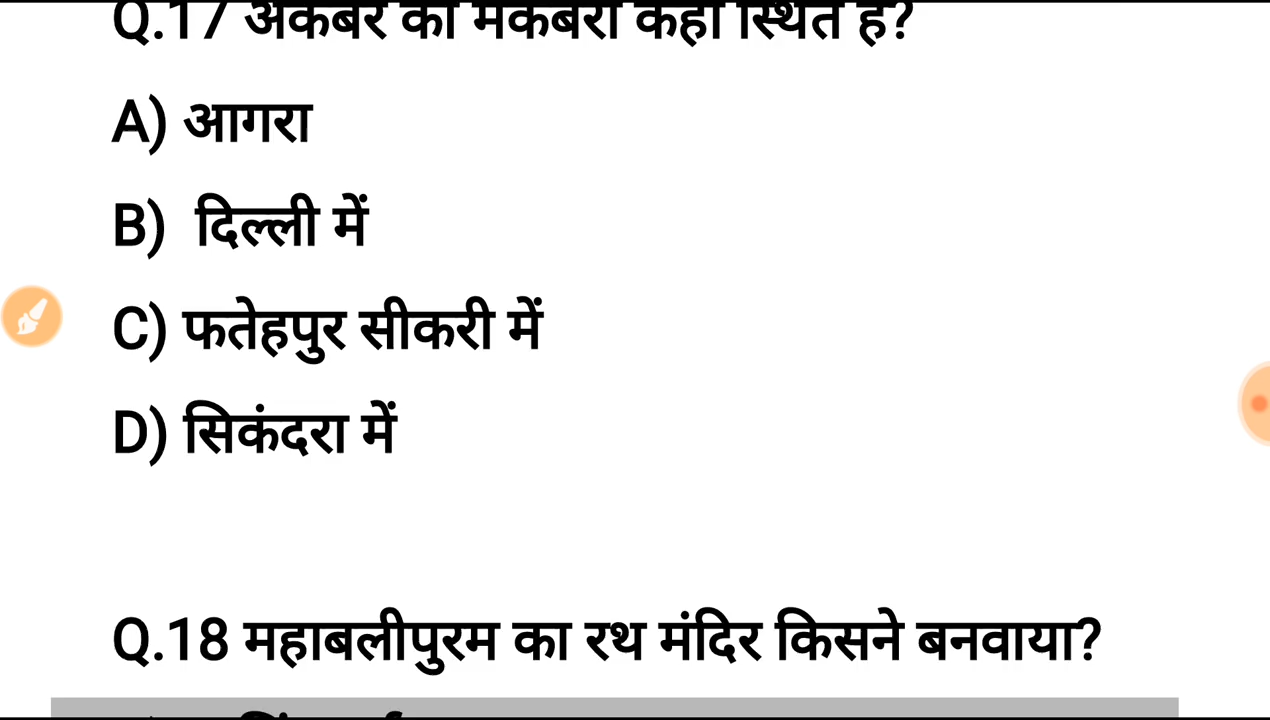 Q.17 अकबर का मकबरा कहाँ स्थित है?
A) आगरा
B) दिल्ली में
C) फतेहपुर सीकरी में
D) सिकंदरा में
Q.18 महाबलीपुरम का रथ मंदिर किसने बनवाया?